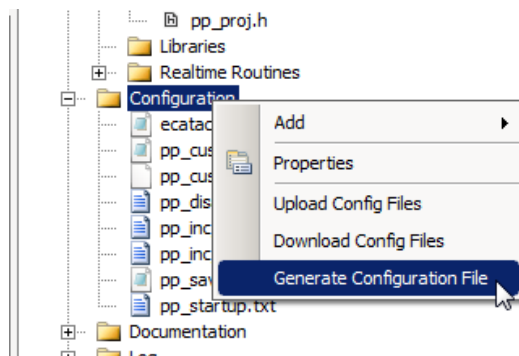 pp_proj.h
Libraries
Realtime Routines
Configuration
ecatac
Add
pp_cus
Properties
pp_cus
pp_dis
Upload Config Files
pp_inc
Download Config Files
pp_inc
pp_sav
Generate Configuration File
pp_startup.txt
Documentation
Log